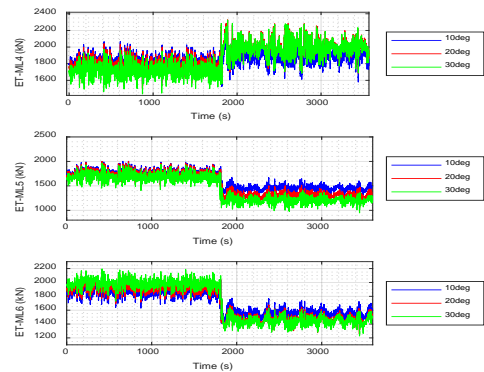 2400
2200
2000
1800
1600
ET-ML4 (kN)
0
1000
2000
3000
Time (s)
10deg
20deg
30deg
2500
2000
1500
1000
ET-ML5 (kN)
0
1000
2000
3000
Time (s)
10deg
20deg
30deg
2200
2000
1800
1600
1400
1200
ET-ML6 (kN)
0
1000
2000
3000
Time (s)
10deg
20deg
30deg